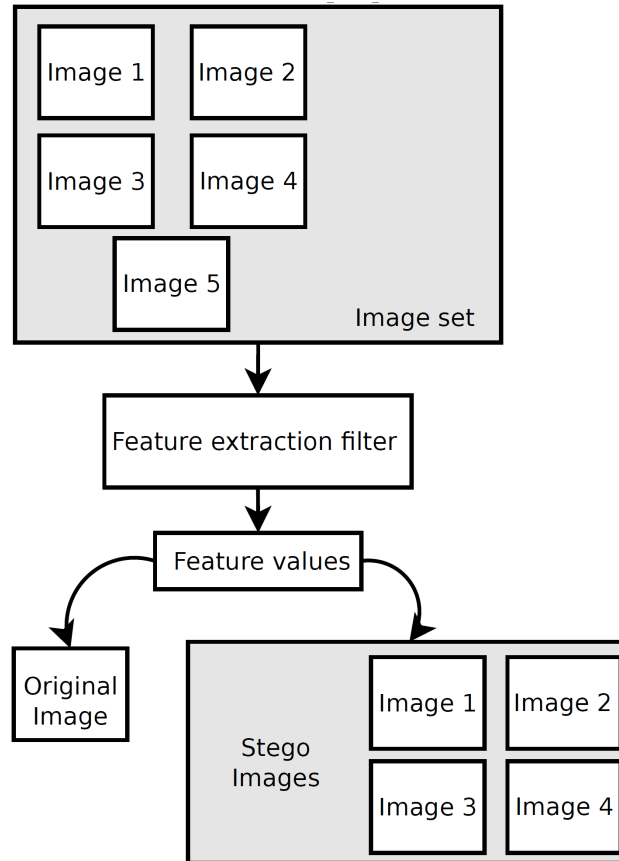 Image 1
Image 2
Image 3
Image 4
Image 5
Image set
Feature extraction filter
Feature values
Original
Image
Stego
Images
Image 1
Image 2
Image 3
Image 4